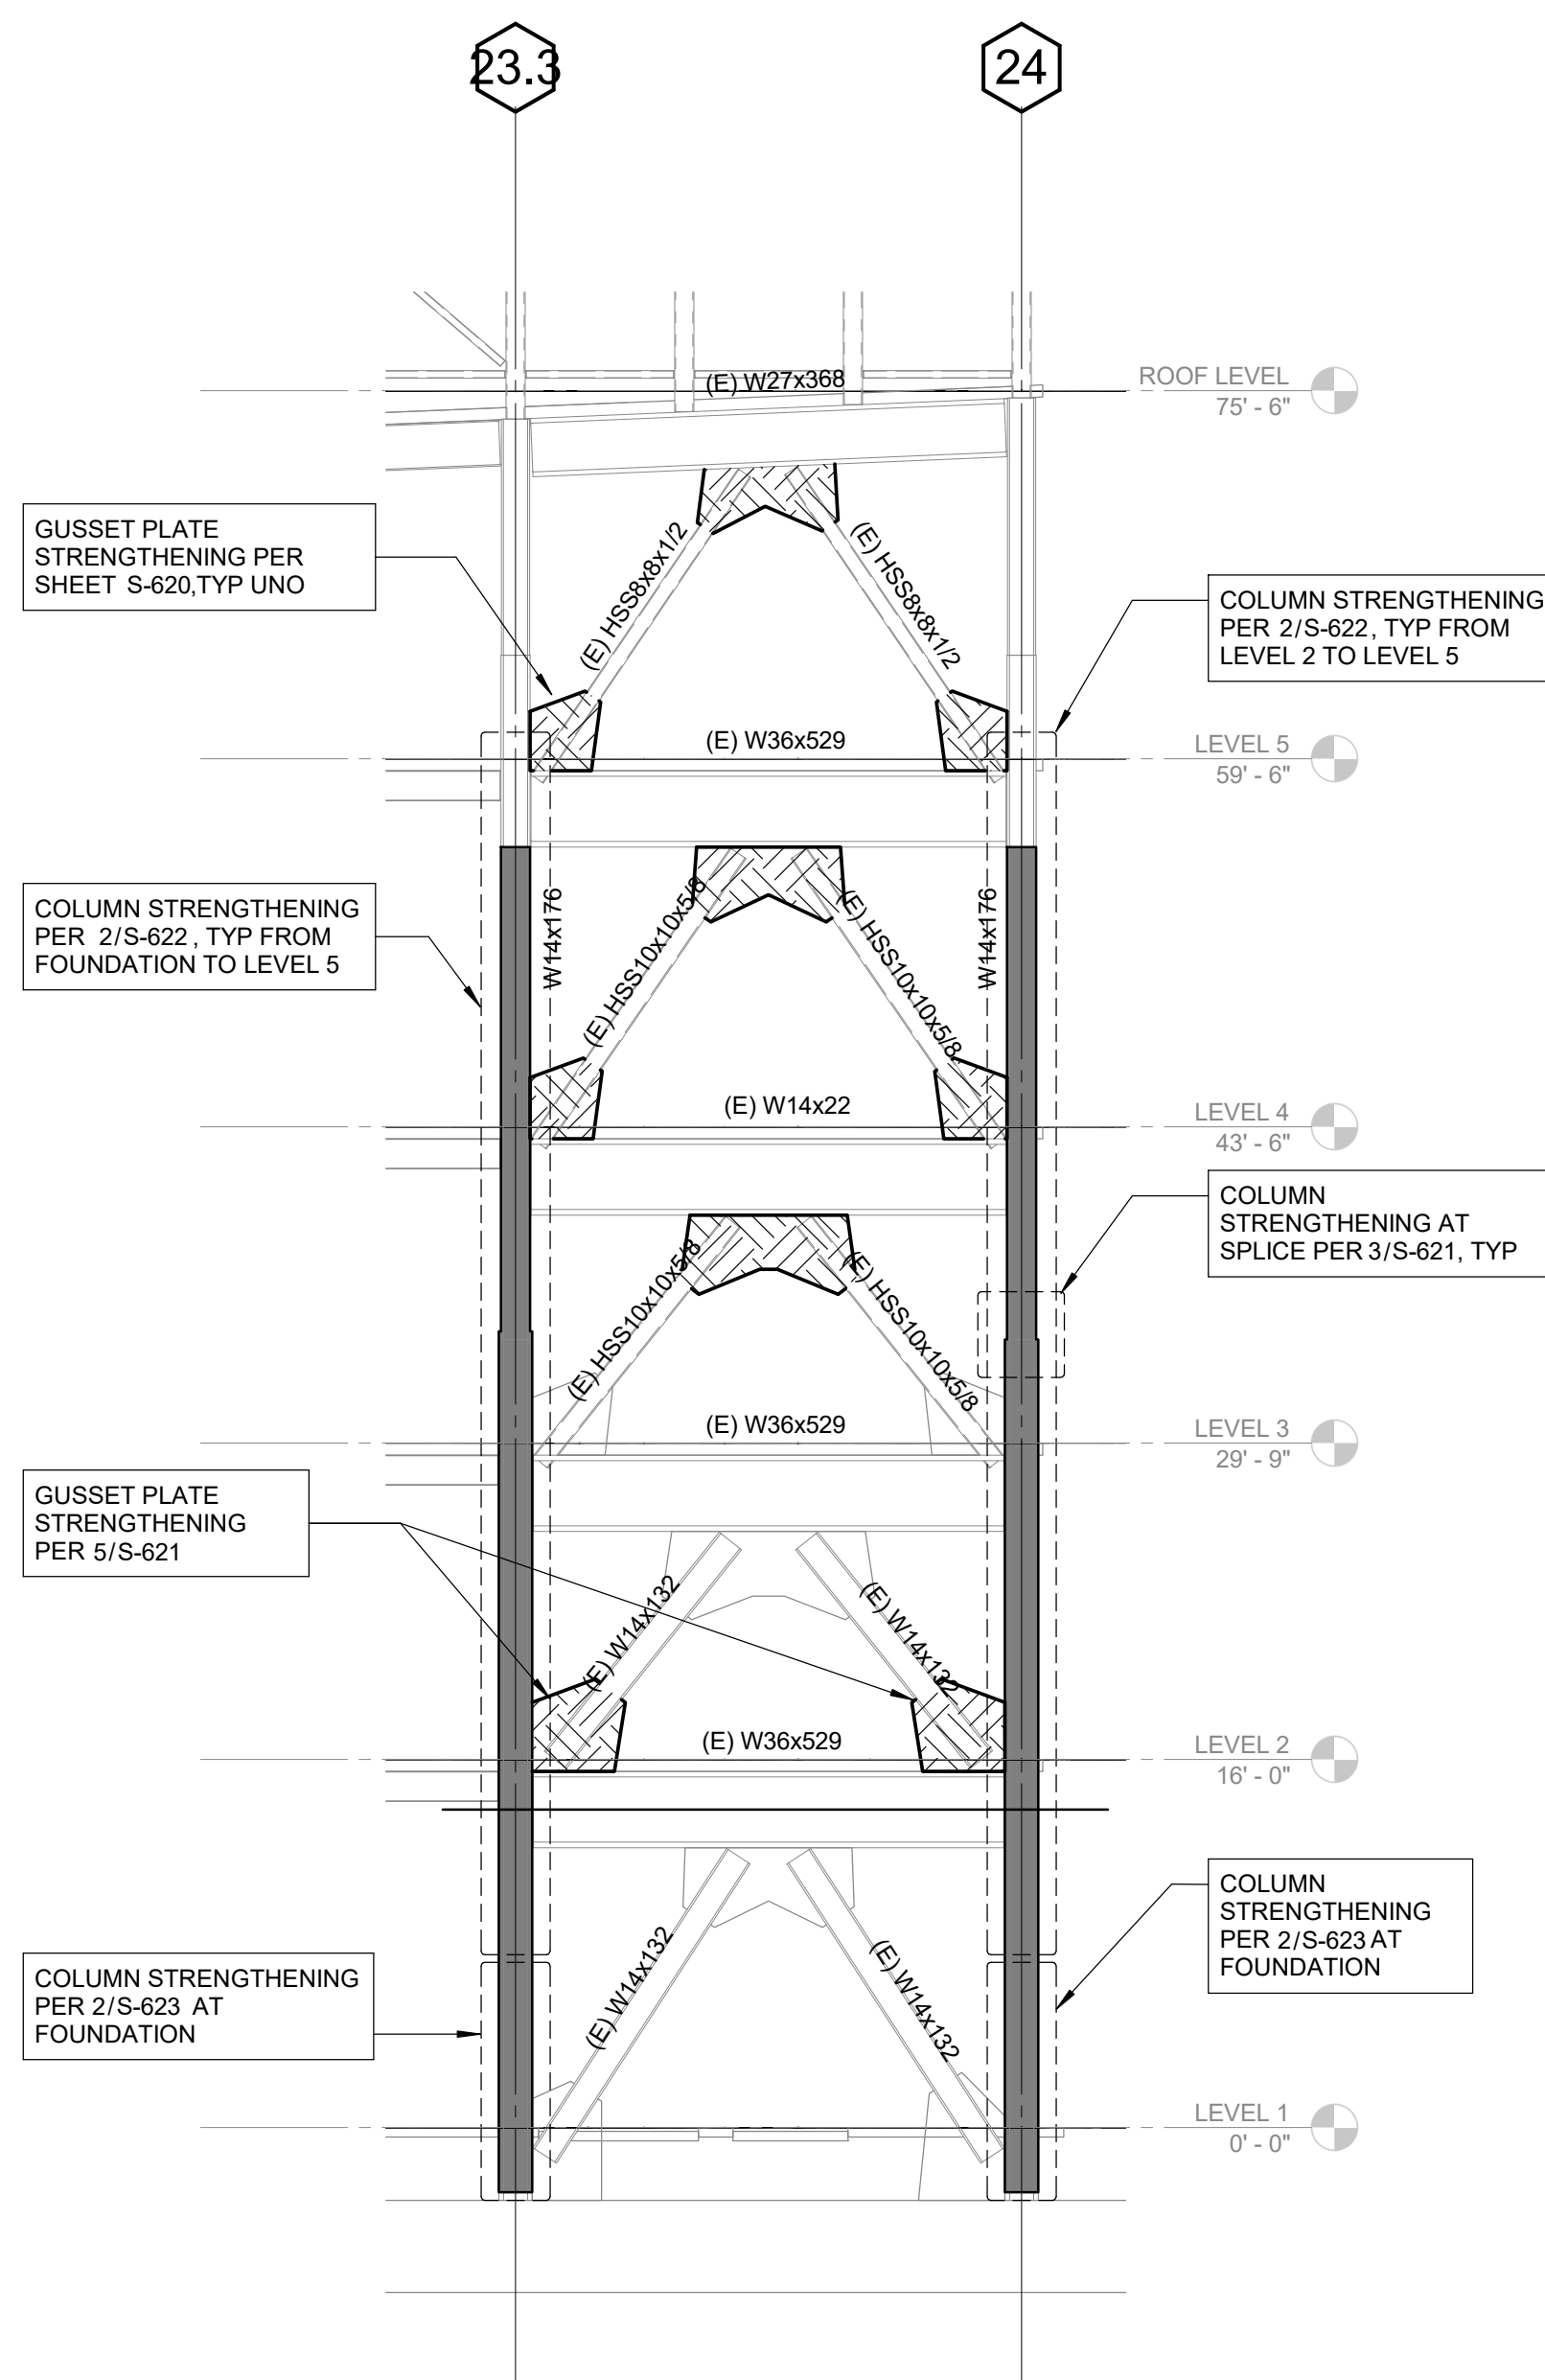 23.3
24
(E) W27x368
ROOF LEVEL
75' - 6"
GUSSET PLATE
STRENGTHENING PER
SHEET S-620,TYP UNO
(E) HSS8x8x1/2
(E) HSS8x8x1/2
COLUMN STRENGTHENING
PER 2/S-622, TYP FROM
LEVEL 2 TO LEVEL 5
(E) W36x529
LEVEL 5
59' - 6"
COLUMN STRENGTHENING
PER 2/S-622, TYP FROM
FOUNDATION TO LEVEL 5
W14x176
(E) HSS10x10x5/8
(E) HSS10x10x5/8
W14x176
(E) W14x22
LEVEL 4
43' - 6"
COLUMN
STRENGTHENING AT
SPLICE PER 3/S-621, TYP
(E) HSS10x10x5/8
(E) HSS10x10x5/8
(E) W36x529
LEVEL 3
29' - 9"
GUSSET PLATE
STRENGTHENING
PER 5/S-621
(E) W14x132
(E) W14x132
(E) W36x529
LEVEL 2
16' - 0"
COLUMN
STRENGTHENING
PER 2/S-623 AT
FOUNDATION
COLUMN STRENGTHENING
PER 2/S-623 AT
FOUNDATION
(E) W14x132
(E) W14x132
LEVEL 1
0' - 0"